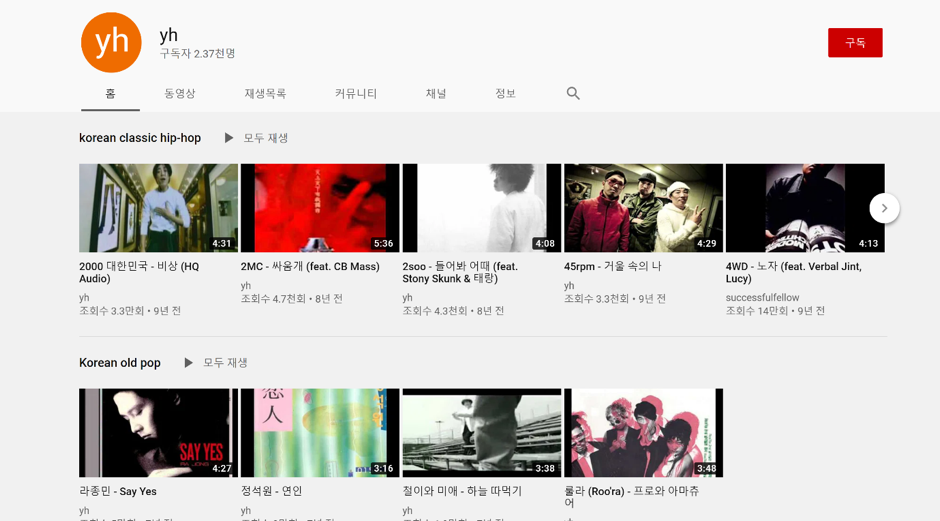 yh
yh
구독자 2.37천명
구독
홈 동영상 재생목록 커뮤니티 채널 정보
korean classic hip-hop 모두 재생
4:31 5:36 4:08 4:29 4:13
2000 대한민국 - 비상 (HQ Audio)
yh
조회수 3.3만회 • 9년 전
2MC - 싸움개 (feat. CB Mass)
yh
조회수 4.7천회 • 8년 전
2soo - 들어봐 어때 (feat. Stony Skunk & 태랑)
yh
조회수 4.3천회 • 8년 전
45rpm - 거울 속의 나
yh
조회수 3.3천회 • 9년 전
4WD - 노자 (feat. Verbal Jint, Lucy)
successfulfellow
조회수 14만회 • 9년 전
Korean old pop 모두 재생
SAY YES
RA JONG
4:27
戀人
3:16
3:38
3:48
라종민 - Say Yes
yh
정석원 - 연인
yh
철이와 미애 - 하늘 따먹기
yh
룰라 (Roo'ra) - 프로와 아마츄어